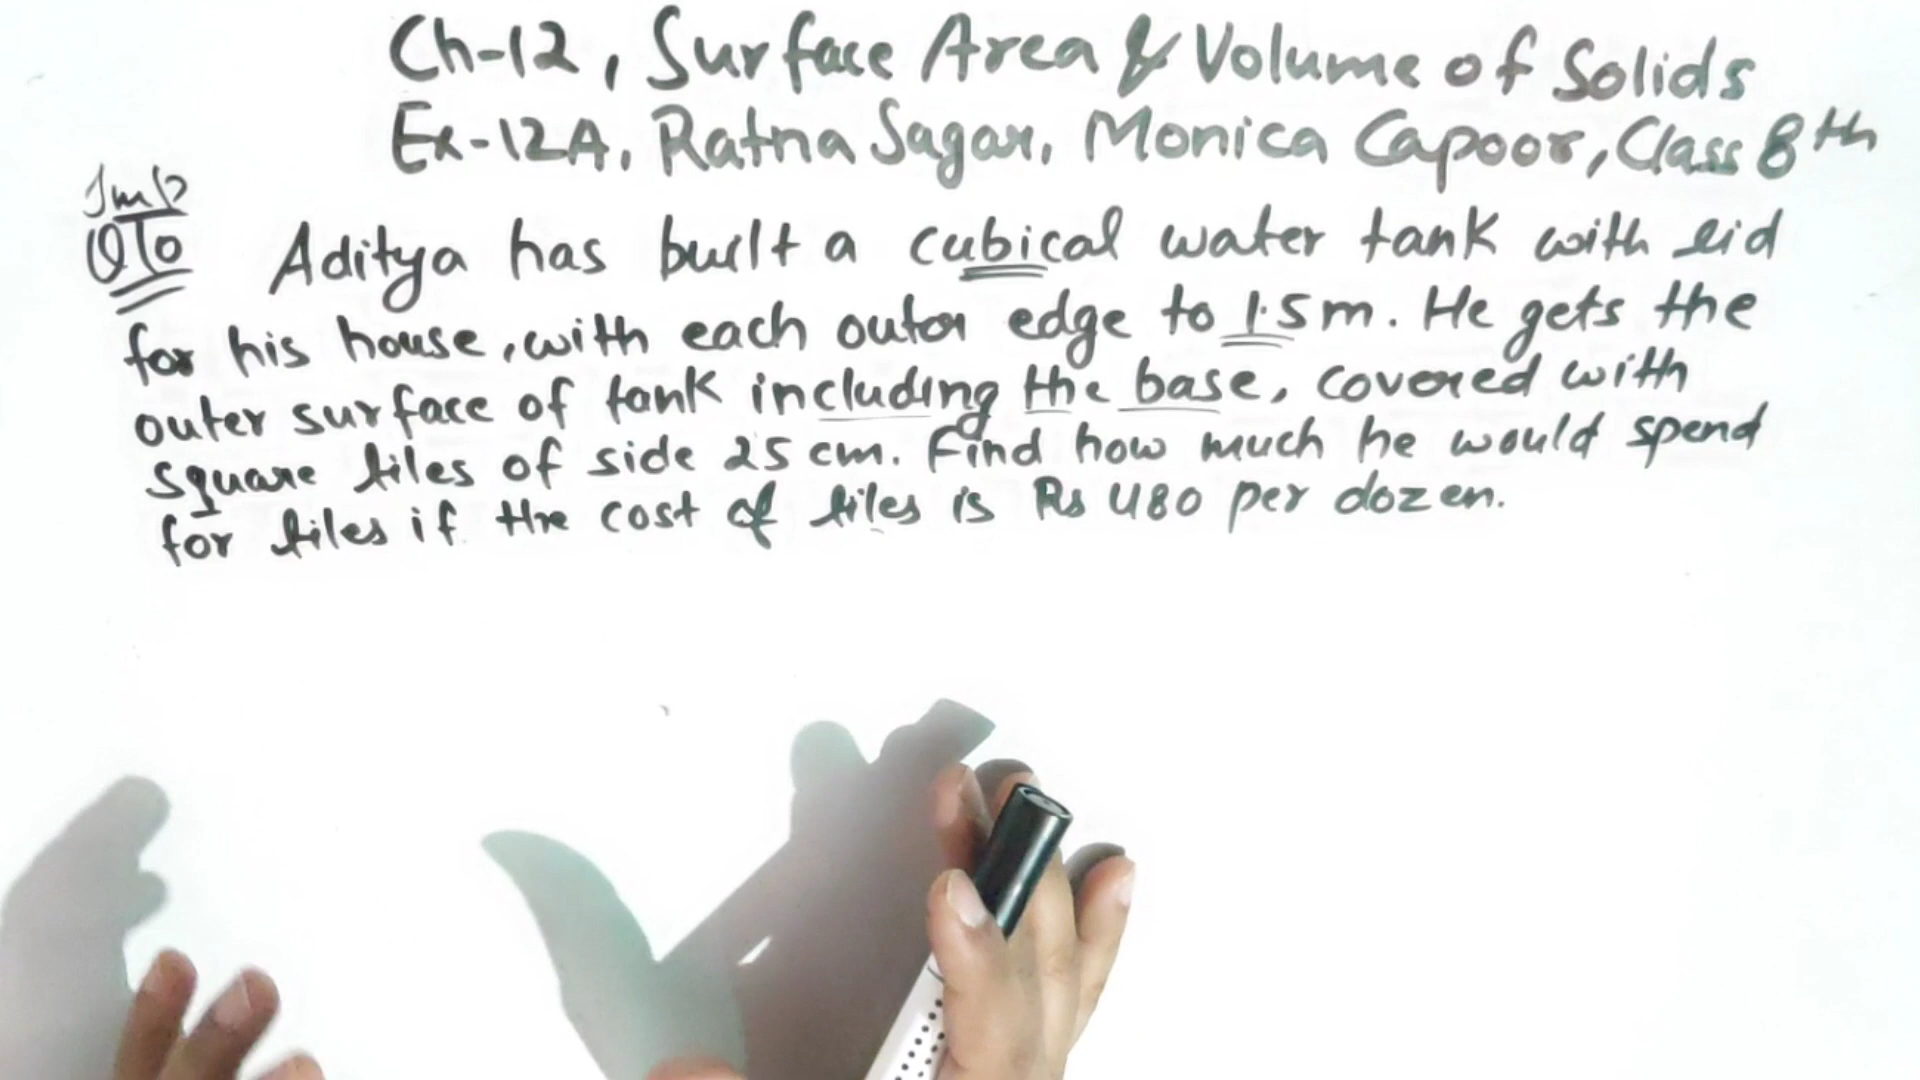 Ch-12, Surface Area & Volume of Solids
Ex-12A, Ratna Sagar, Monica Capoor, Class 8th
Imp
Q10 Aditya has built a cubical water tank with lid
for his house, with each outer edge to 1.5m. He gets the
outer surface of tank including the base, covered with
square tiles of side 25 cm. Find how much he would spend
for tiles if the cost of tiles is Rs 480 per dozen.